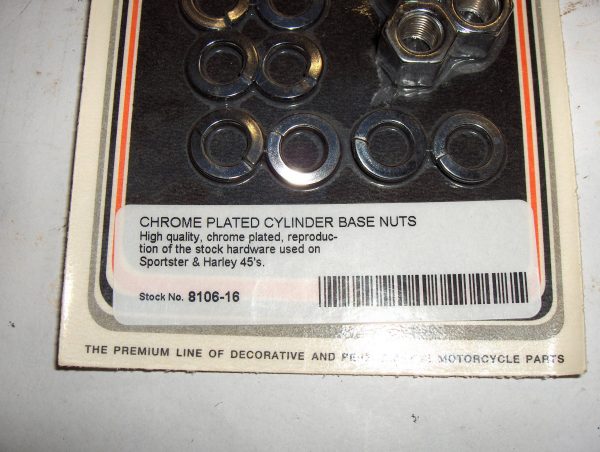 CHROME PLATED CYLINDER BASE NUTS
High quality, chrome plated, reproduc-
tion of the stock hardware used on
Sportster & Harley 45's.
Stock No. 8106-16
THE PREMIUM LINE OF DECORATIVE AND MOTORCYCLE PARTS